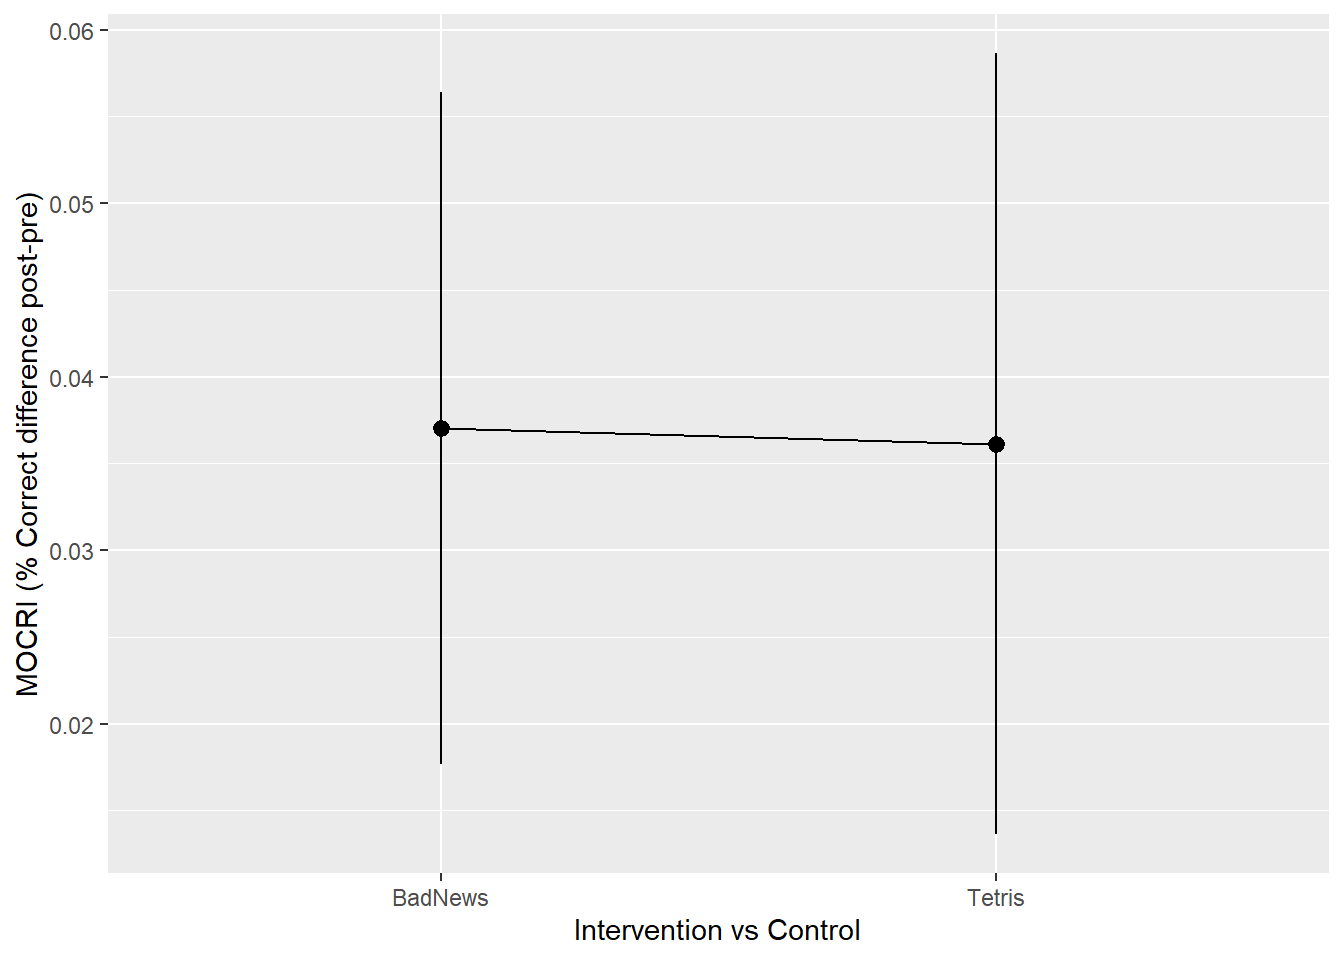 0.06
0.05
0.04
0.03
0.02
MOCRI (% Correct difference post-pre)
BadNews
Tetris
Intervention vs Control